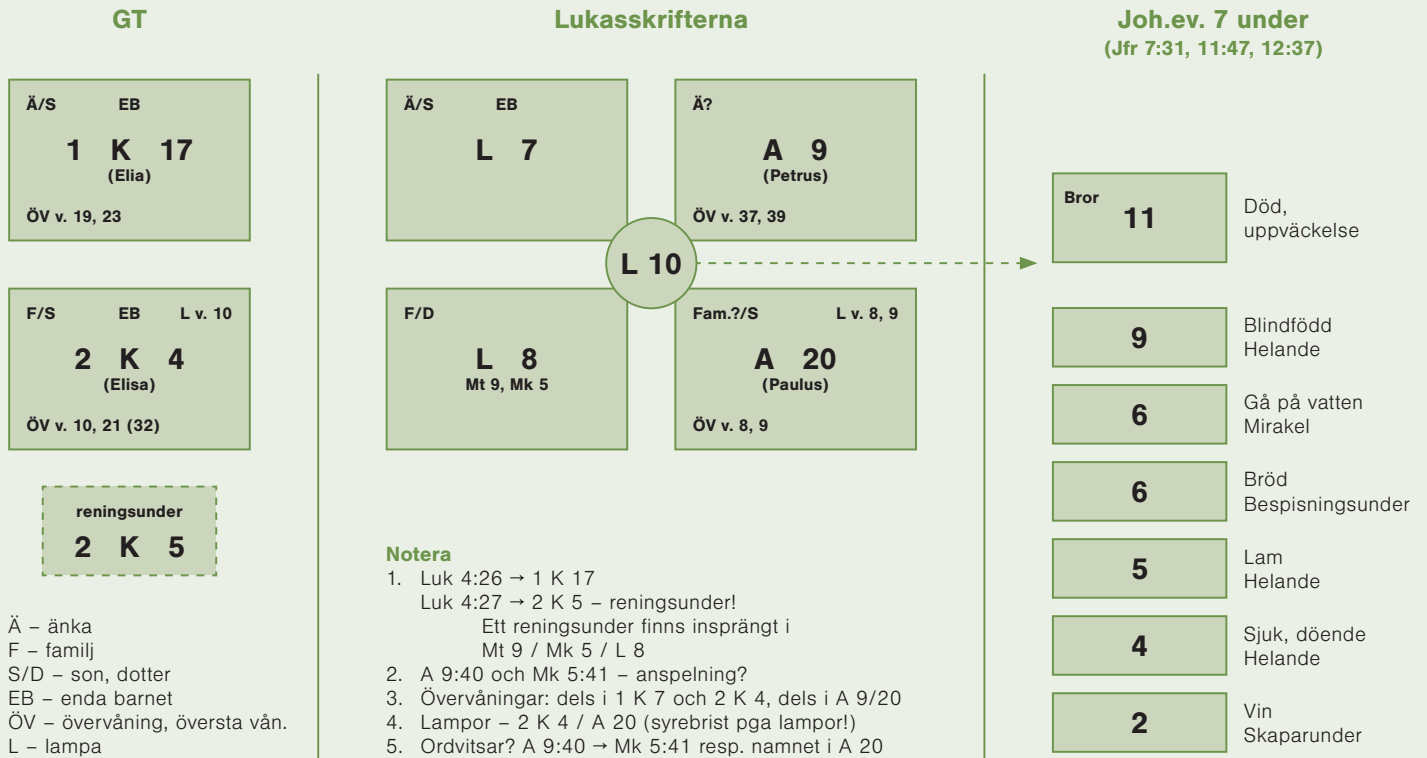 GT
Ä/S EB
1 K 17
(Elia)
ÖV v. 19, 23
F/S EB L v. 10
2 K 4
(Elisa)
ÖV v. 10, 21 (32)
reningsunder
2 K 5
Ä – änka
F – familj
S/D – son, dotter
EB – enda barnet
ÖV – övervåning, översta vån.
L – lampa
Lukasskrifterna
Ä/S EB
L 7
Ä?
A 9
(Petrus)
ÖV v. 37, 39
L 10
F/D
L 8
Mt 9, Mk 5
Fam.?/S L v. 8, 9
A 20
(Paulus)
ÖV v. 8, 9
Notera
1. Luk 4:26 → 1 K 17
Luk 4:27 → 2 K 5 – reningsunder!
Ett reningsunder finns insprängt i
Mt 9 / Mk 5 / L 8
2. A 9:40 och Mk 5:41 – anspelning?
3. Övervåningar: dels i 1 K 7 och 2 K 4, dels i A 9/20
4. Lampor – 2 K 4 / A 20 (syrebrist pga lampor!)
5. Ordvitsar? A 9:40 → Mk 5:41 resp. namnet i A 20
Joh.ev. 7 under
(Jfr 7:31, 11:47, 12:37)
Bror
11
Död,
uppväckelse
9
Blindfödd
Helande
6
Gå på vatten
Mirakel
6
Bröd
Bespisningsunder
5
Lam
Helande
4
Sjuk, döende
Helande
2
Vin
Skaparunder